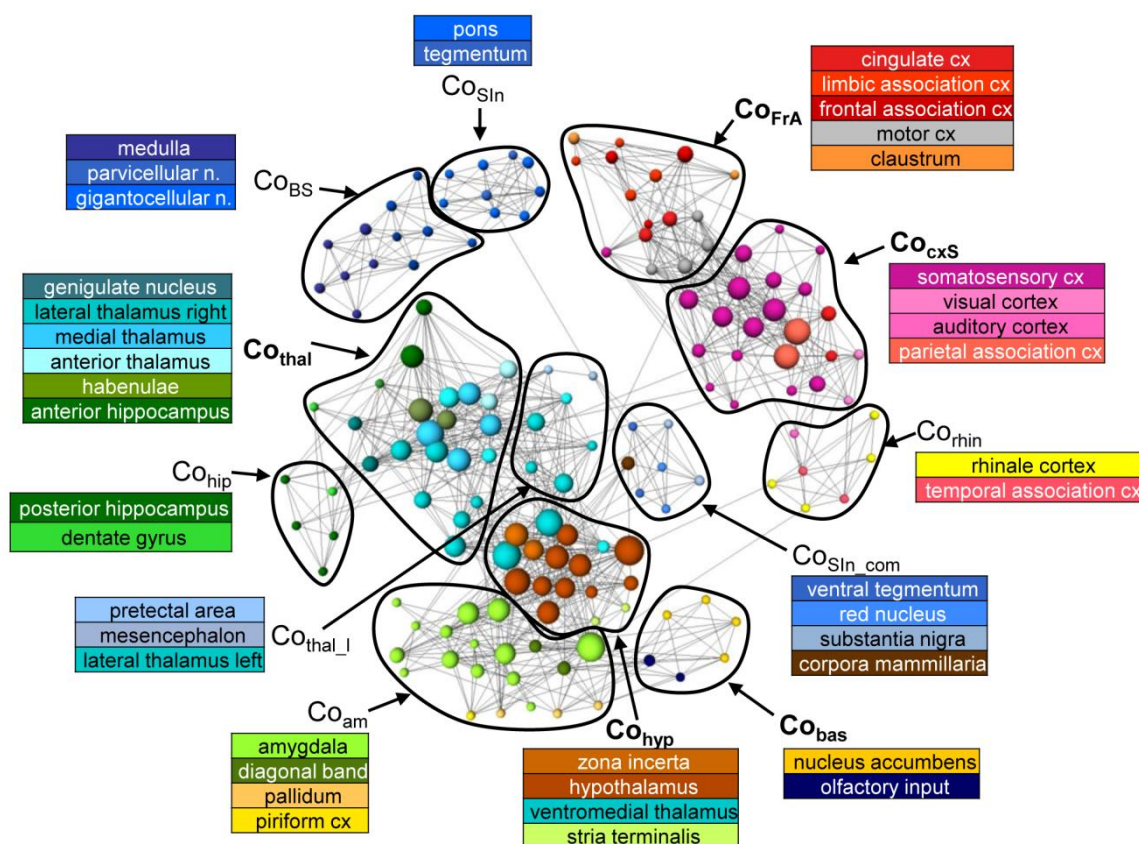 pons
tegmentum
Co_SIn
cingulate cx
limbic association cx
frontal association cx
motor cx
claustrum
Co_FrA
medulla
parvicellular n.
gigantocellular n.
Co_BS
Co_cxS
somatosensory cx
visual cortex
auditory cortex
parietal association cx
genigulate nucleus
lateral thalamus right
medial thalamus
anterior thalamus
habenulae
anterior hippocampus
Co_thal
Co_rhin
rhinale cortex
temporal association cx
Co_hip
posterior hippocampus
dentate gyrus
Co_SIn_com
ventral tegmentum
red nucleus
substantia nigra
corpora mammillaria
pretectal area
mesencephalon
lateral thalamus left
Co_thal_l
Co_am
amygdala
diagonal band
pallidum
piriform cx
Co_hyp
zona incerta
hypothalamus
ventromedial thalamus
stria terminalis
Co_bas
nucleus accumbens
olfactory input